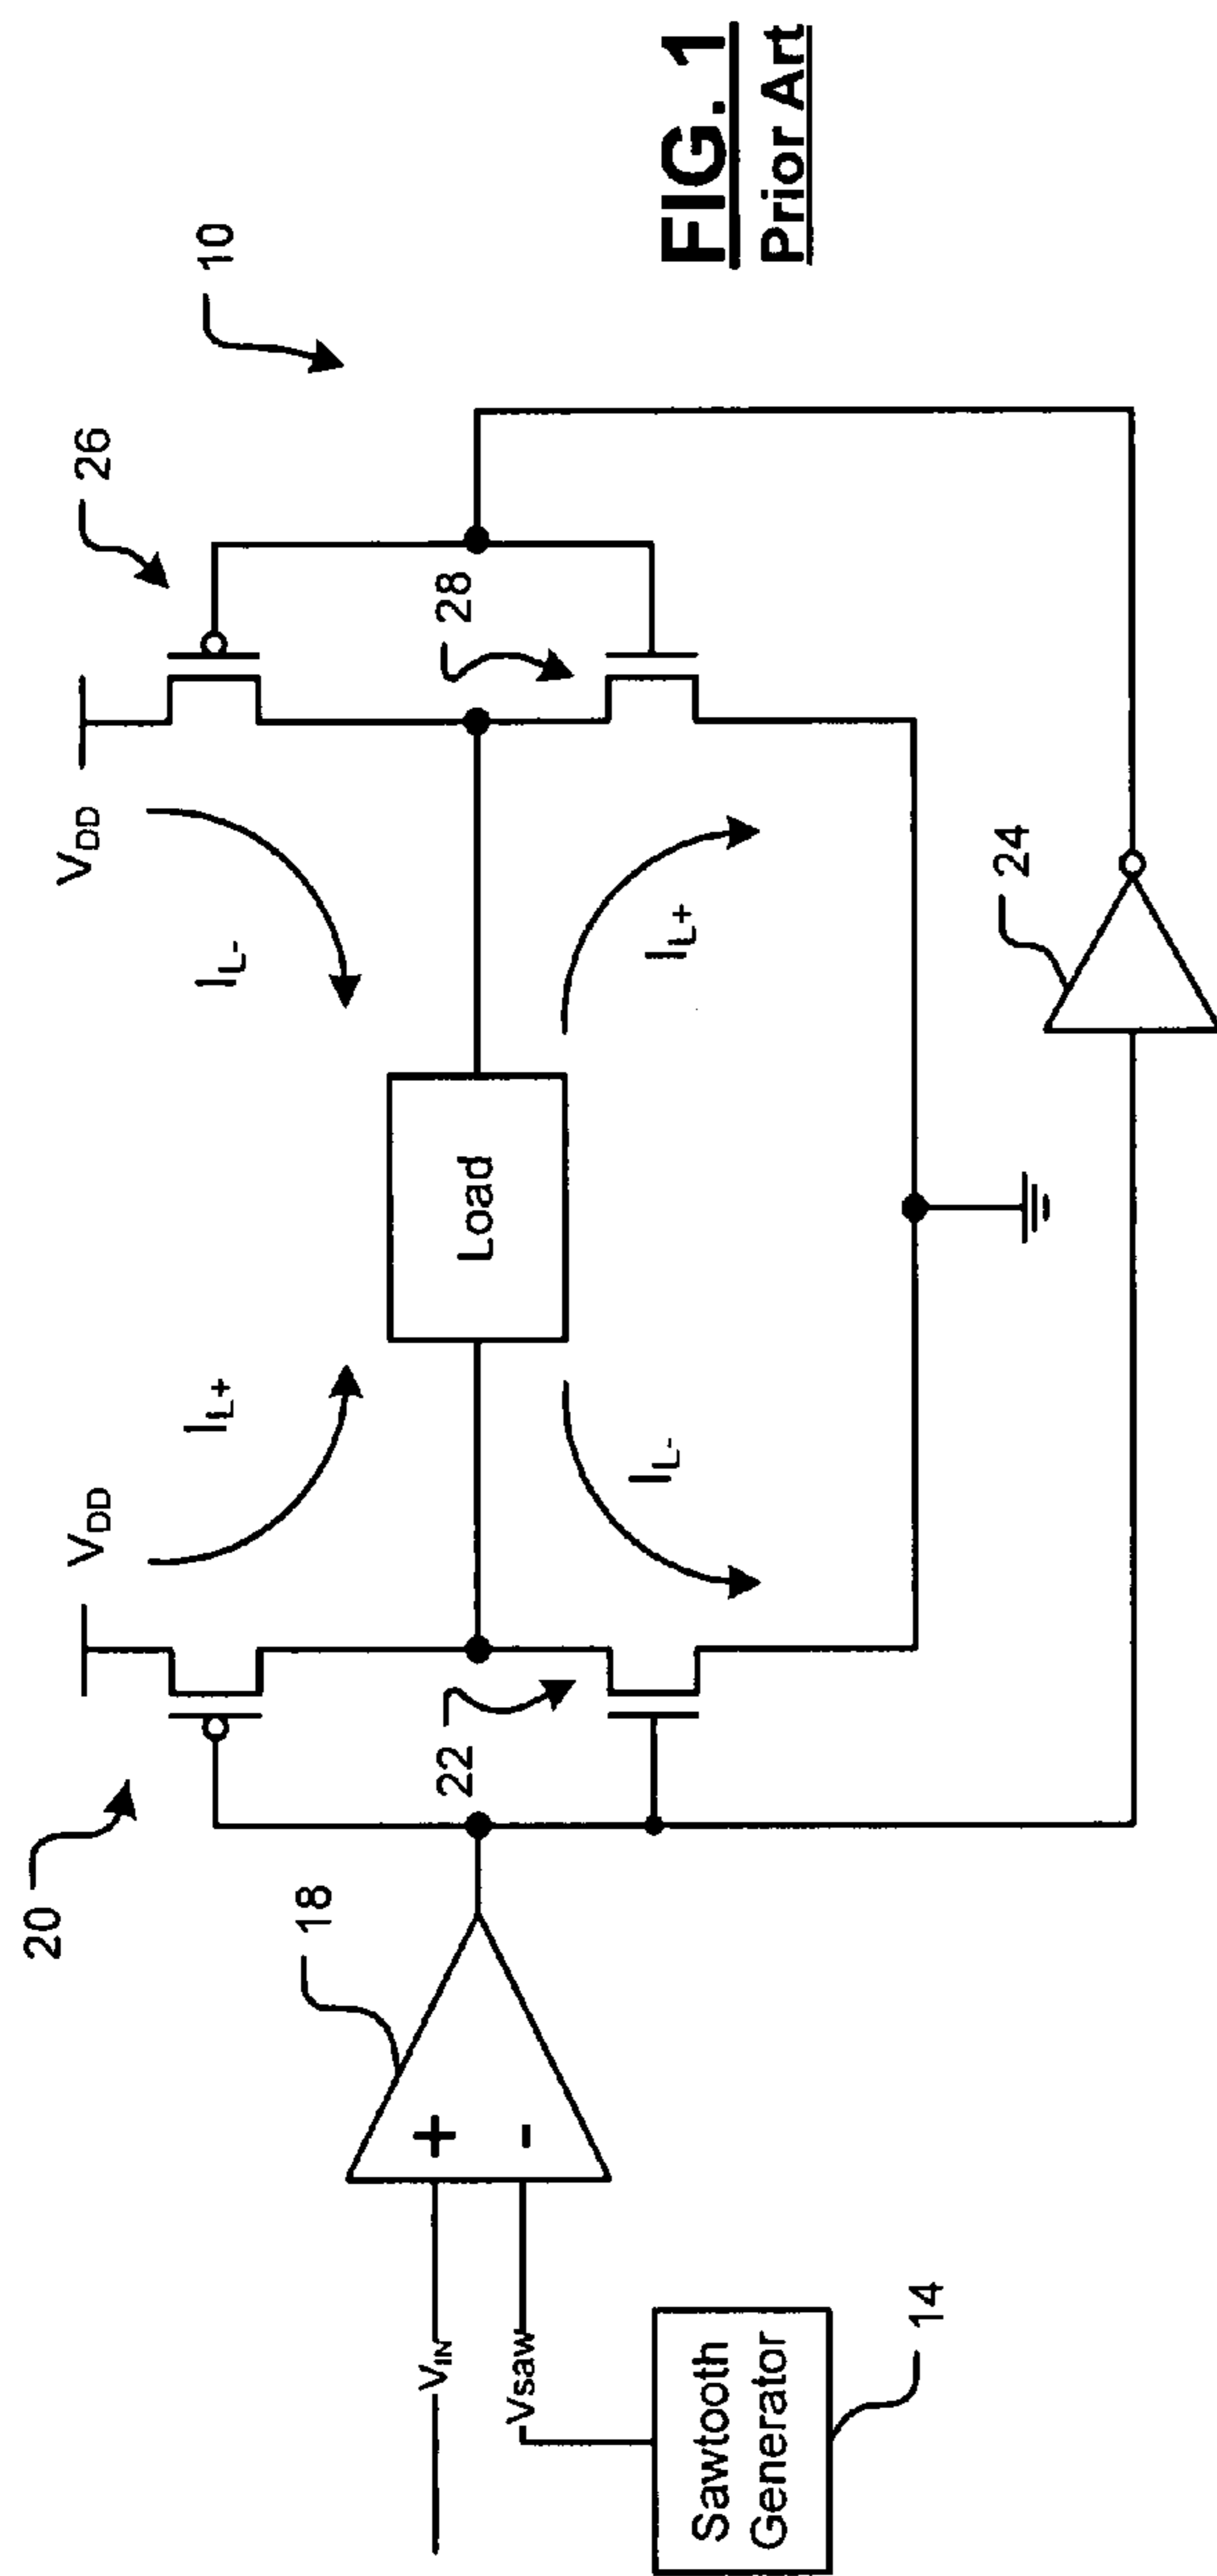 20
V_DD
I_L+
I_L-
V_DD
26
10
18
22
Load
28
I_L-
I_L+
+
-
V_IN
Vsaw
Sawtooth
Generator
14
24
FIG. 1
Prior Art